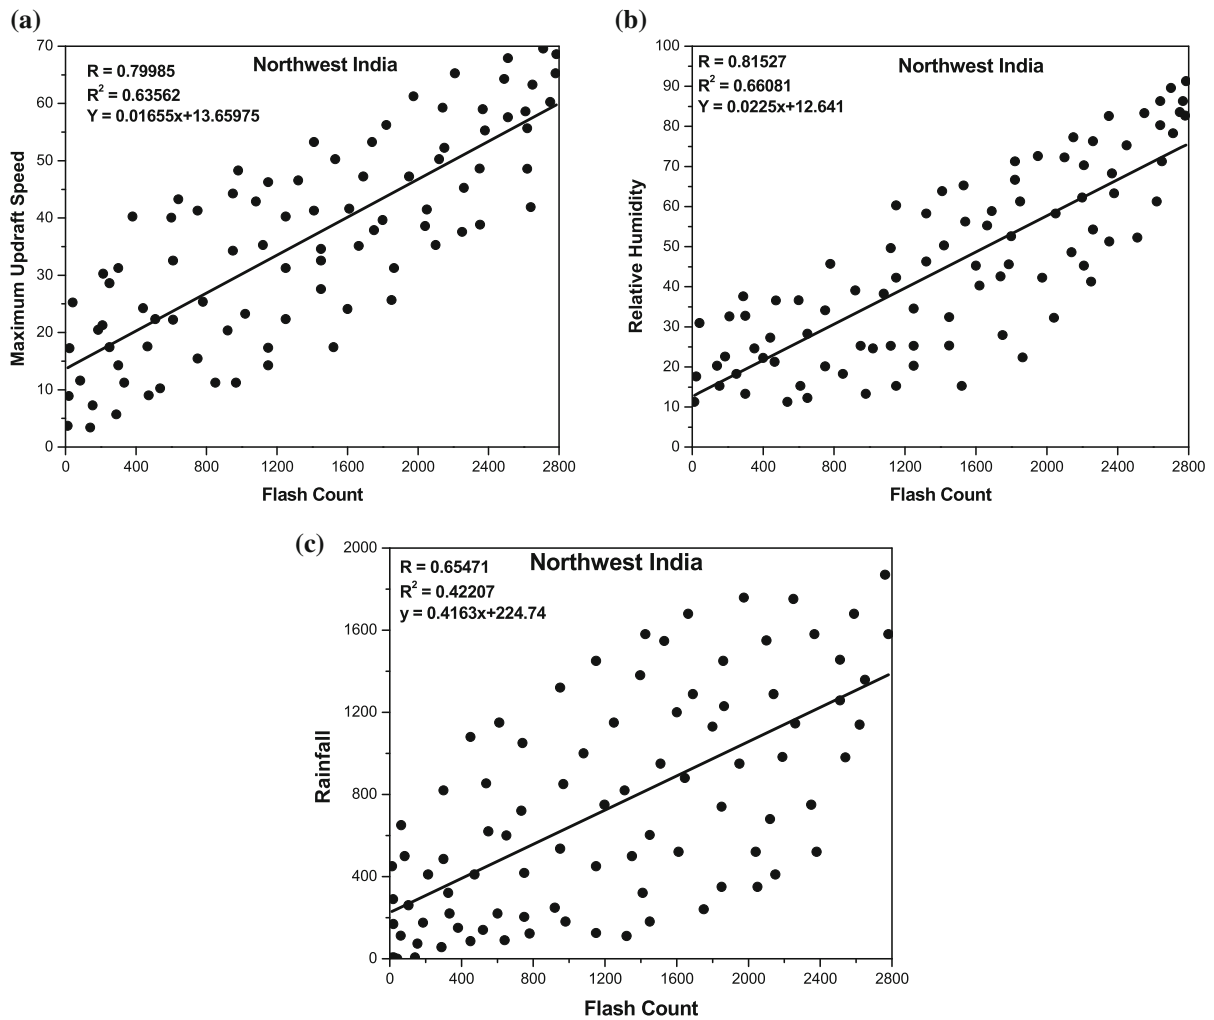 (a)
70
60
50
40
30
20
10
0
Maximum Updraft Speed
R = 0.79985
R² = 0.63562
Y = 0.01655x+13.65975
Northwest India
0 400 800 1200 1600 2000 2400 2800
Flash Count
(b)
100
90
80
70
60
50
40
30
20
10
0
Relative Humidity
R = 0.81527
R² = 0.66081
Y = 0.0225x+12.641
Northwest India
0 400 800 1200 1600 2000 2400 2800
Flash Count
(c)
2000
1600
1200
800
400
0
Rainfall
R = 0.65471
R² = 0.42207
y = 0.4163x+224.74
Northwest India
0 400 800 1200 1600 2000 2400 2800
Flash Count